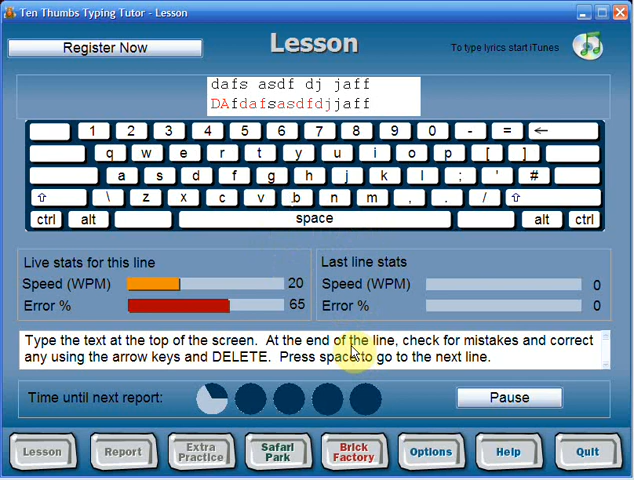 Ten Thumbs Typing Tutor - Lesson
Register Now
Lesson
To type lyrics start iTunes
dafs asdf dj jaff
DAfdafsasdfdjjaff
1 2 3 4 5 6 7 8 9 0 - = ←
q w e r t y u i o p [ ]
a s d f g h j k l ; ' #
⇧ \ z x c v b n m , . / ⇧
ctrl alt space alt ctrl
Live stats for this line
Speed (WPM) 20
Error % 65
Last line stats
Speed (WPM) 0
Error % 0
Type the text at the top of the screen. At the end of the line, check for mistakes and correct
any using the arrow keys and DELETE. Press space to go to the next line.
Time until next report:
Pause
Lesson
Report
Extra
Practice
Safari
Park
Brick
Factory
Options
Help
Quit